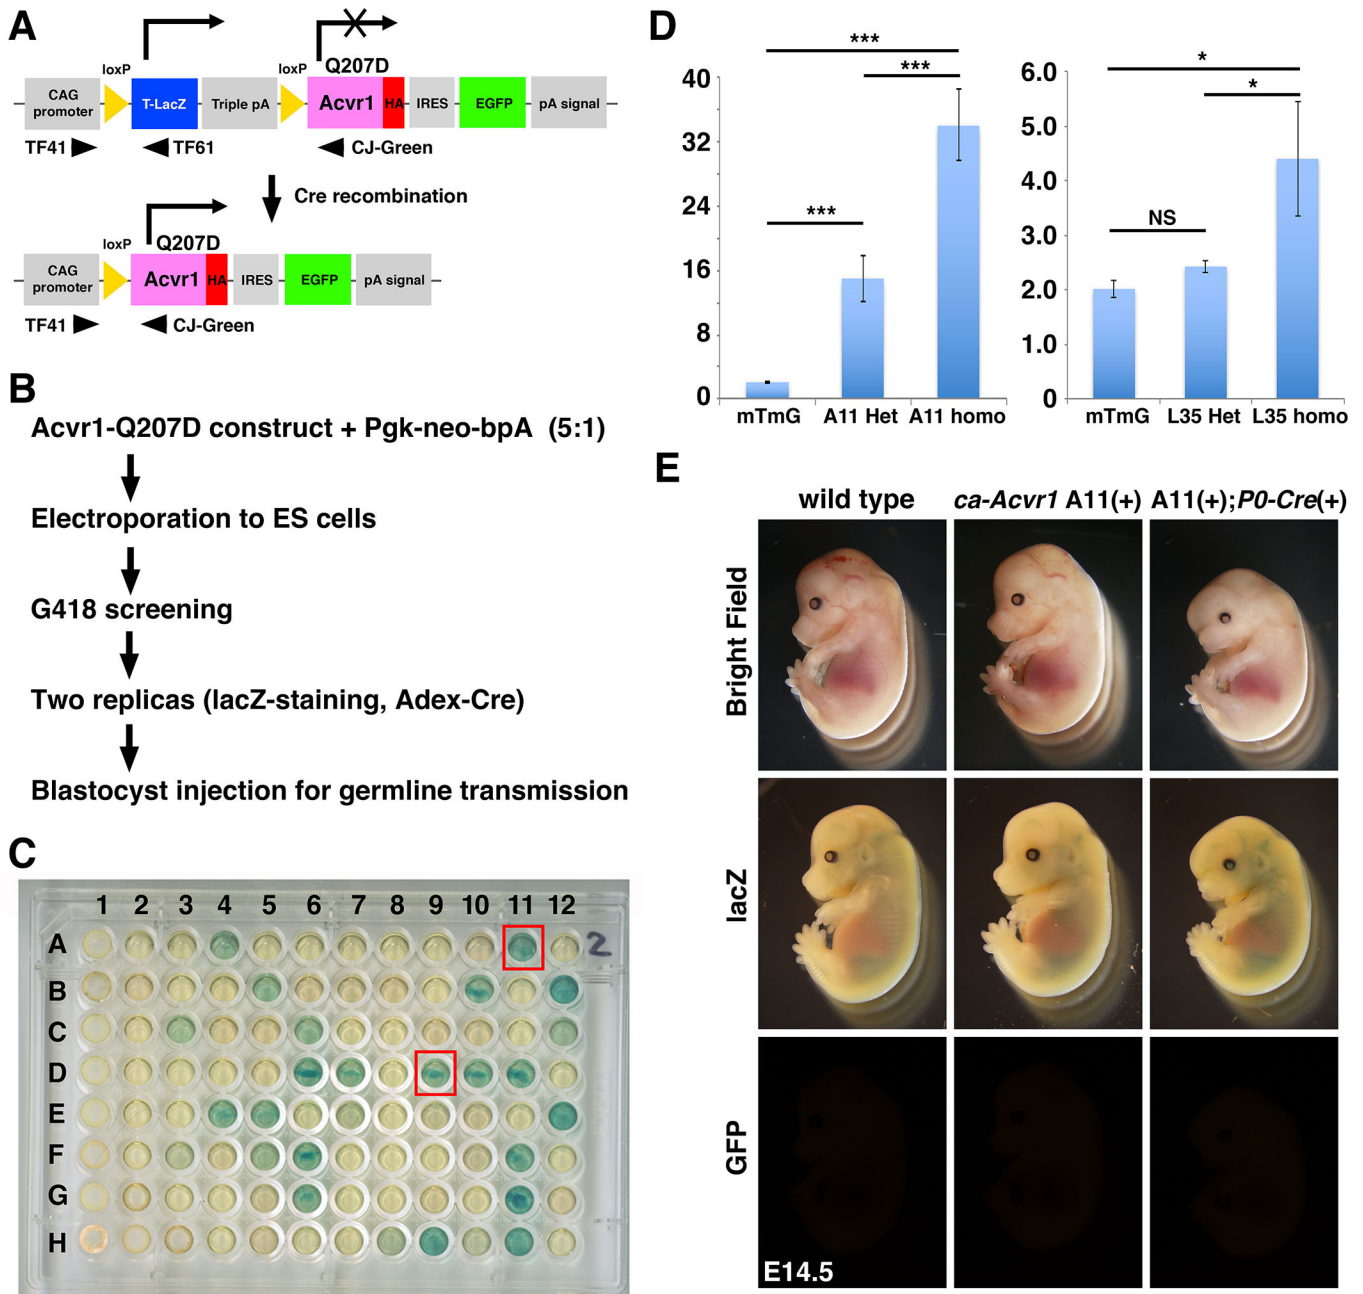 A
loxP
loxP
Q207D
CAG
promoter
T-LacZ
Triple pA
Acvr1
HA
IRES
EGFP
pA signal
TF41
TF61
CJ-Green
Cre recombination
loxP
Q207D
CAG
promoter
Acvr1
HA
IRES
EGFP
pA signal
TF41
CJ-Green
B
Acvr1-Q207D construct + Pgk-neo-bpA (5:1)
Electroporation to ES cells
G418 screening
Two replicas (lacZ-staining, Adex-Cre)
Blastocyst injection for germline transmission
C
1 2 3 4 5 6 7 8 9 10 11 12
A
2
B
C
D
E
F
G
H
D
***
***
***
40
32
24
16
8
0
mTmG A11 Het A11 homo
*
*
NS
6.0
5.0
4.0
3.0
2.0
1.0
0
mTmG L35 Het L35 homo
E
wild type ca-Acvr1 A11(+) A11(+);P0-Cre(+)
Bright Field
lacZ
GFP
E14.5